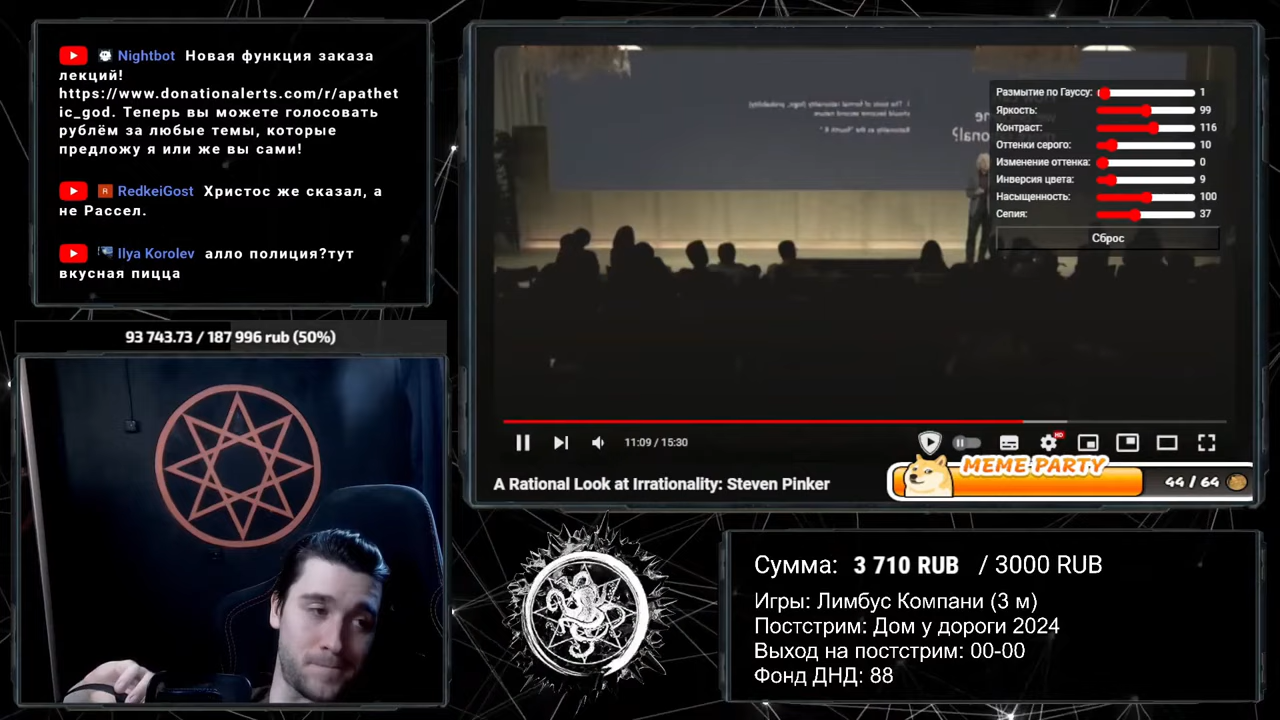 Nightbot Новая функция заказа
лекций!
https://www.donationalerts.com/r/apathet
ic_god. Теперь вы можете голосовать
рублём за любые темы, которые
предложу я или же вы сами!
RedkeiGost Христос же сказал, а
не Рассел.
Ilya Korolev алло полиция?тут
вкусная пицца
93 743.73 / 187 996 rub (50%)
Размытие по Гауссу: 1
Яркость: 99
Контраст: 116
Оттенки серого: 10
Изменение оттенка: 0
Инверсия цвета: 9
Насыщенность: 100
Сепия: 37
Сброс
11:09 / 15:30
HD
MEME PARTY
44 / 64
A Rational Look at Irrationality: Steven Pinker
Сумма: 3 710 RUB / 3000 RUB
Игры: Лимбус Компани (3 м)
Постстрим: Дом у дороги 2024
Выход на постстрим: 00-00
Фонд ДНД: 88